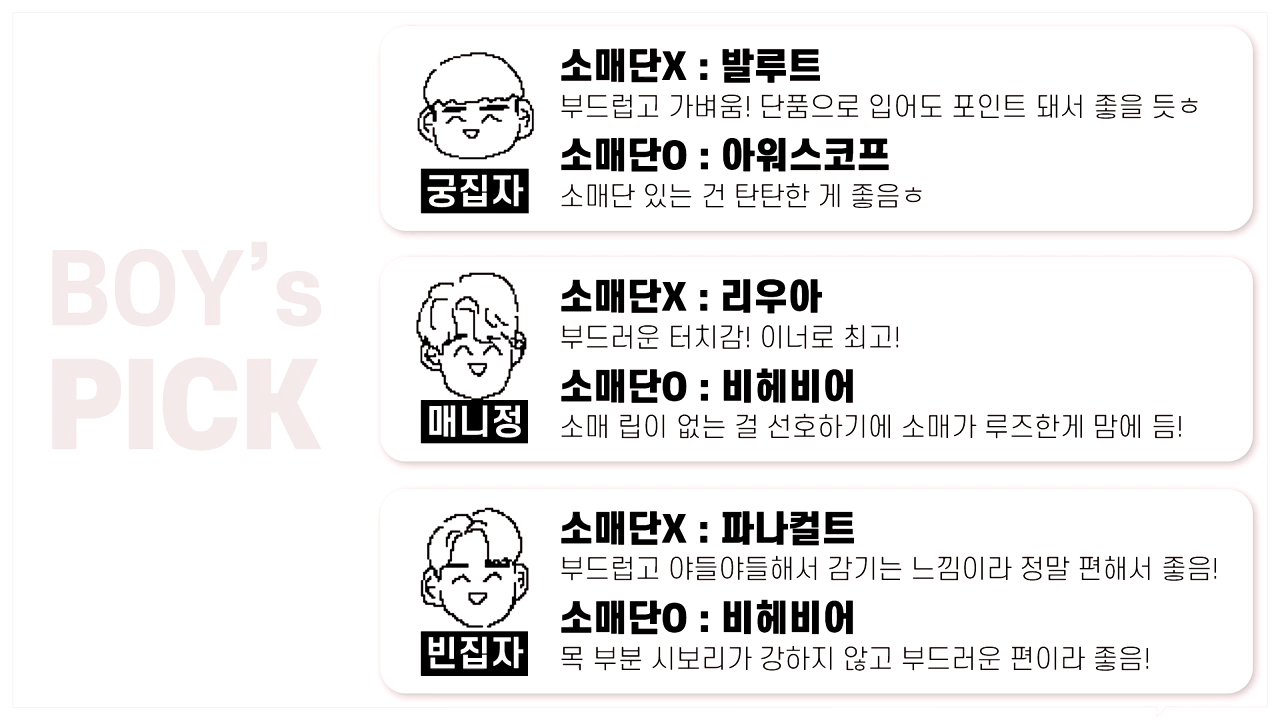 BOY's
PICK
소매단X : 발루트
부드럽고 가벼움! 단품으로 입어도 포인트 돼서 좋을 듯ㅎ
소매단O : 아워스코프
소매단 있는 건 탄탄한 게 좋음ㅎ
궁집자
소매단X : 리우아
부드러운 터치감! 이너로 최고!
소매단O : 비헤비어
소매 립이 없는 걸 선호하기에 소매가 루즈한게 맘에 듬!
매니정
소매단X : 파나컬트
부드럽고 야들야들해서 감기는 느낌이라 정말 편해서 좋음!
소매단O : 비헤비어
목 부분 시보리가 강하지 않고 부드러운 편이라 좋음!
빈집자